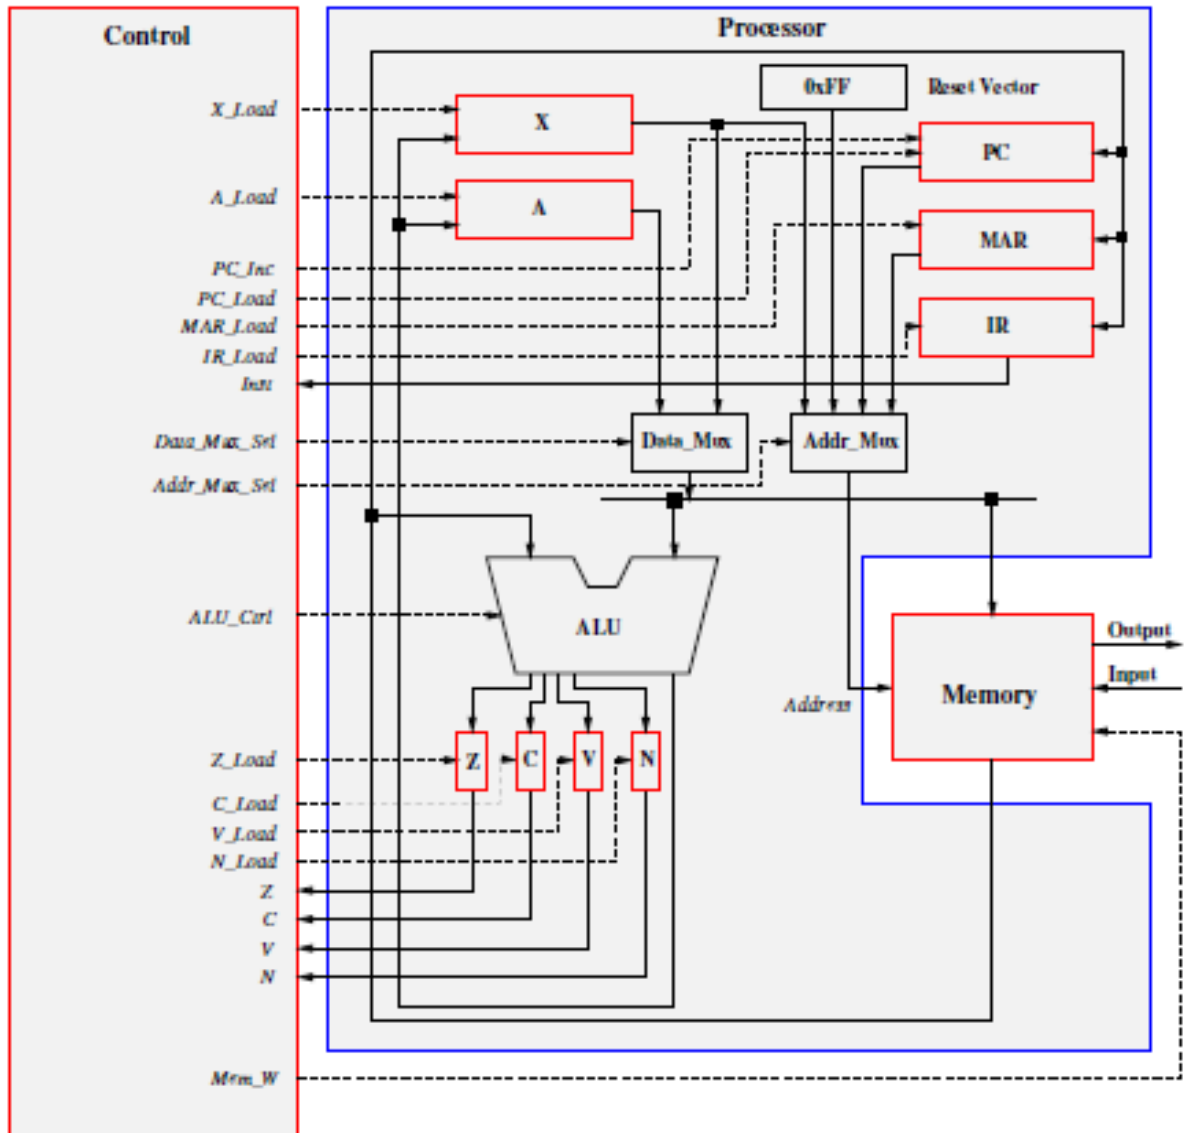 Control
Processor
0xFF
Reset Vector
X_Load
X
PC
A_Load
A
MAR
PC_Inc
PC_Load
MAR_Load
IR
IR_Load
Data_Mux_Sel
Data_Mux
Addr_Mux
Addr_Mux_Sel
ALU_Ctrl
ALU
Output
Input
Memory
Address
Z_Load
Z
C
V
N
C_Load
V_Load
N_Load
Z
C
V
N
Mem_W